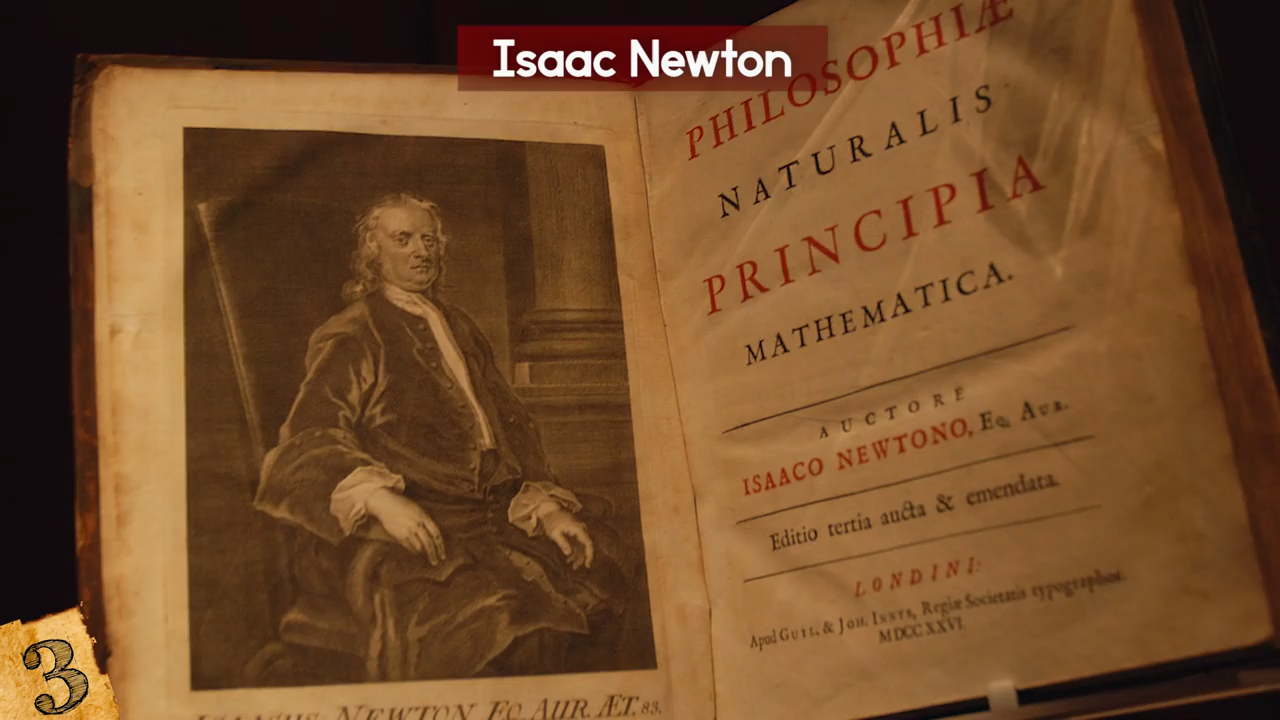 Isaac Newton
PHILOSOPHIÆ
NATURALIS
PRINCIPIA
MATHEMATICA.
AUCTORE
ISAACO NEWTONO, Eq. Aur.
Editio tertia aucta & emendata.
LONDINI:
Apud Guil. & Joh. Innys, Regiæ Societatis typographos.
MDCCXXVI.
NEWTON EQ. AUR. ÆT. 83.
3